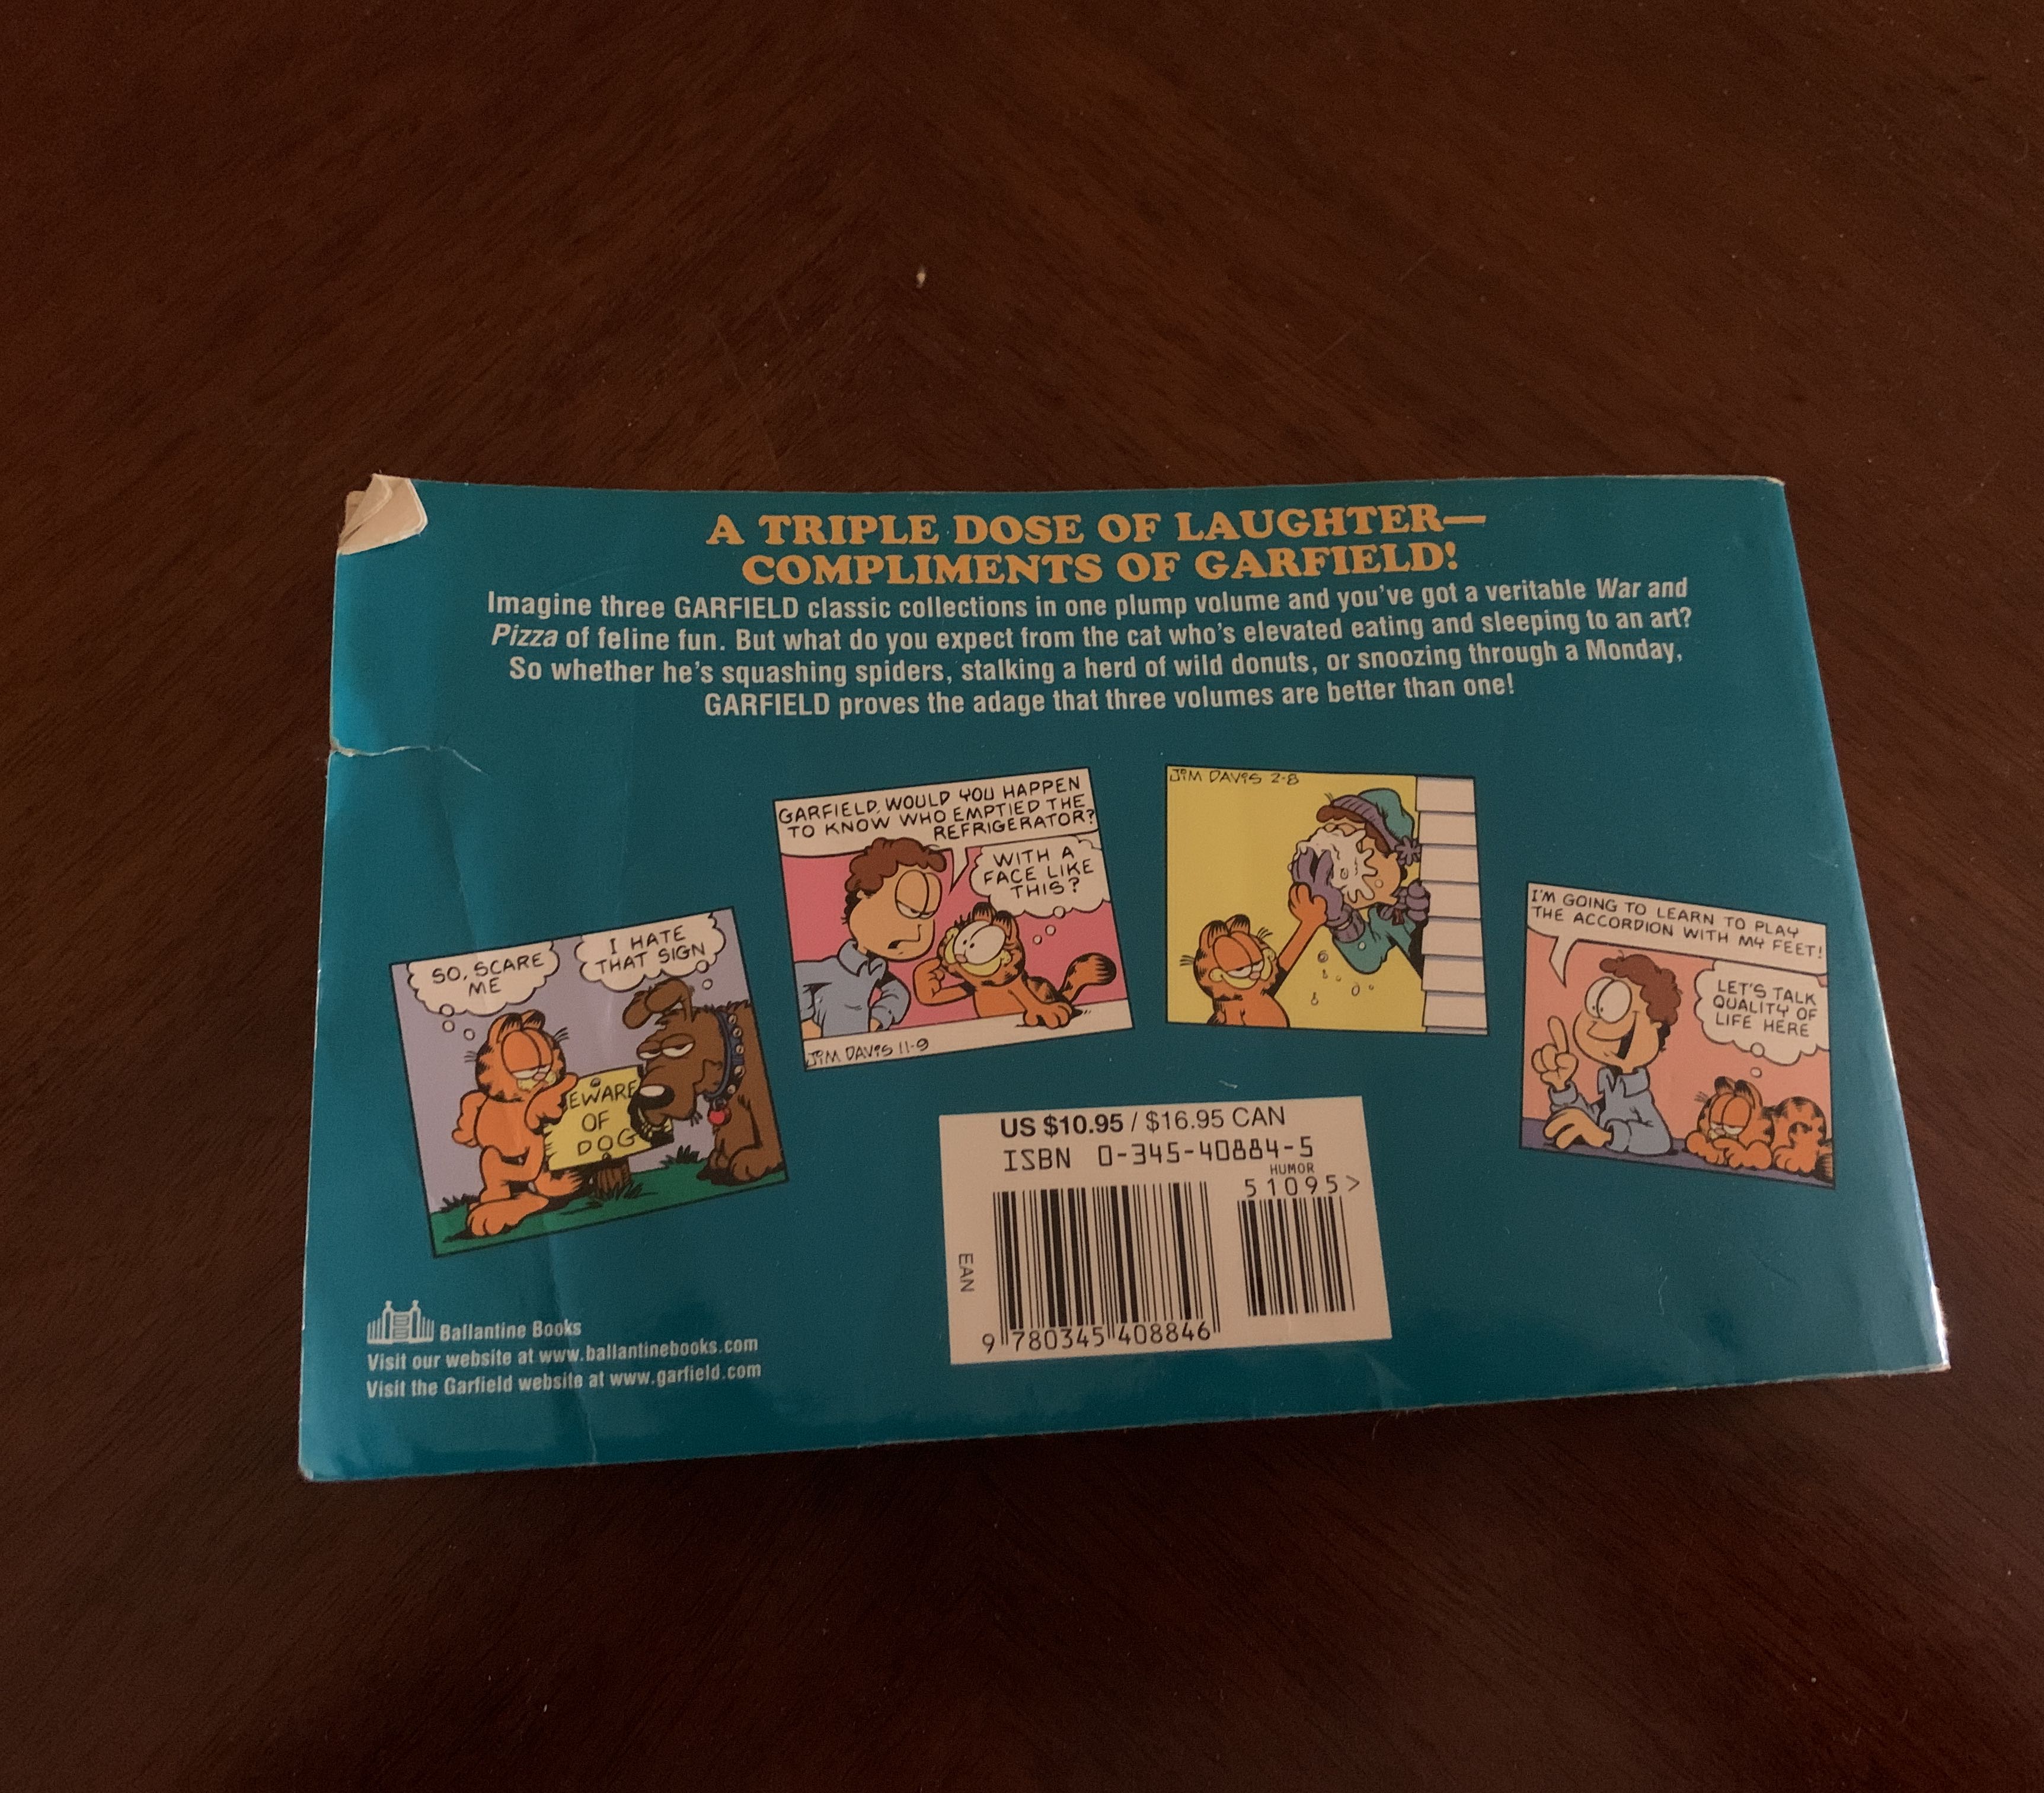 A TRIPLE DOSE OF LAUGHTER—
COMPLIMENTS OF GARFIELD!
Imagine three GARFIELD classic collections in one plump volume and you've got a veritable War and
Pizza of feline fun. But what do you expect from the cat who's elevated eating and sleeping to an art?
So whether he's squashing spiders, stalking a herd of wild donuts, or snoozing through a Monday,
GARFIELD proves the adage that three volumes are better than one!
SO, SCARE
ME
I HATE
THAT SIGN
EWARE
OF
DOG
GARFIELD, WOULD YOU HAPPEN
TO KNOW WHO EMPTIED THE
REFRIGERATOR?
WITH A
FACE LIKE
THIS?
JIM DAVIS 11-9
JIM DAVIS 2-8
I'M GOING TO LEARN TO PLAY
THE ACCORDION WITH MY FEET!
LET'S TALK
QUALITY OF
LIFE HERE
US $10.95 / $16.95 CAN
ISBN 0-345-40884-5
HUMOR
51095>
EAN
9 780345 408846
Ballantine Books
Visit our website at www.ballantinebooks.com
Visit the Garfield website at www.garfield.com